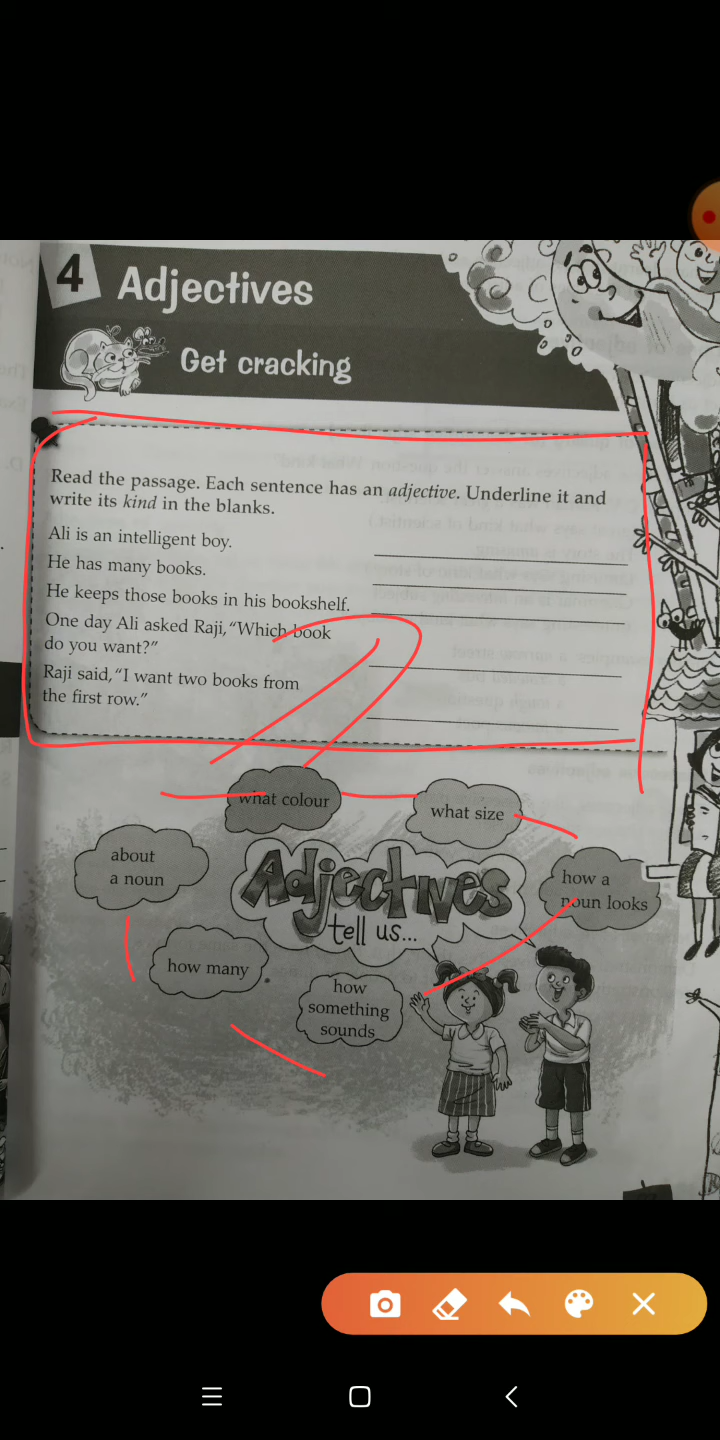 4 Adjectives
Get cracking
Read the passage. Each sentence has an adjective. Underline it and
write its kind in the blanks.
Ali is an intelligent boy.
He has many books.
He keeps those books in his bookshelf.
One day Ali asked Raji, “Which book
do you want?”
Raji said, “I want two books from
the first row.”
what colour
what size
about
a noun
Adjectives
tell us...
how a
noun looks
how many
how
something
sounds